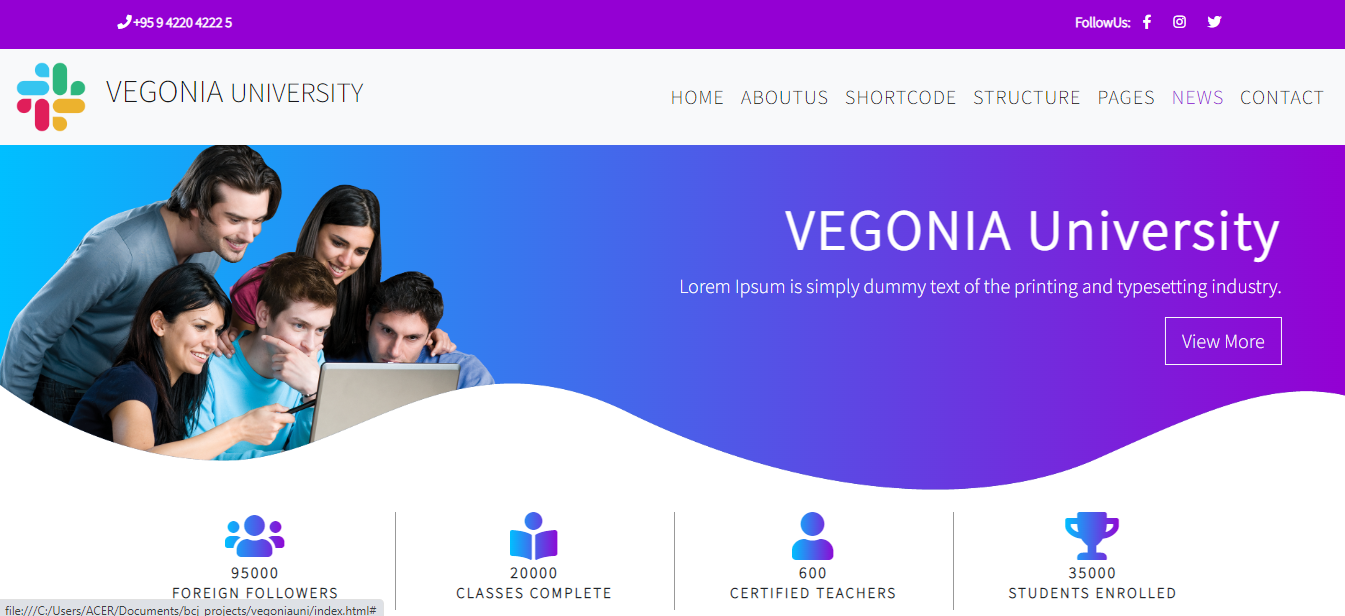 +95 9 4220 4222 5
FollowUs:
VEGONIA UNIVERSITY
HOME ABOUTUS SHORTCODE STRUCTURE PAGES NEWS CONTACT
VEGONIA University
Lorem Ipsum is simply dummy text of the printing and typesetting industry.
View More
95000
FOREIGN FOLLOWERS
20000
CLASSES COMPLETE
600
CERTIFIED TEACHERS
35000
STUDENTS ENROLLED
file:///C:/Users/ACER/Documents/bcj_projects/vegoniauni/index.html#